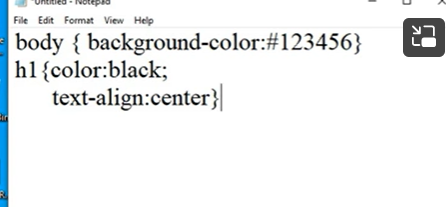 *Untitled - Notepad
File Edit Format View Help
body { background-color:#123456}
h1{color:black;
text-align:center}